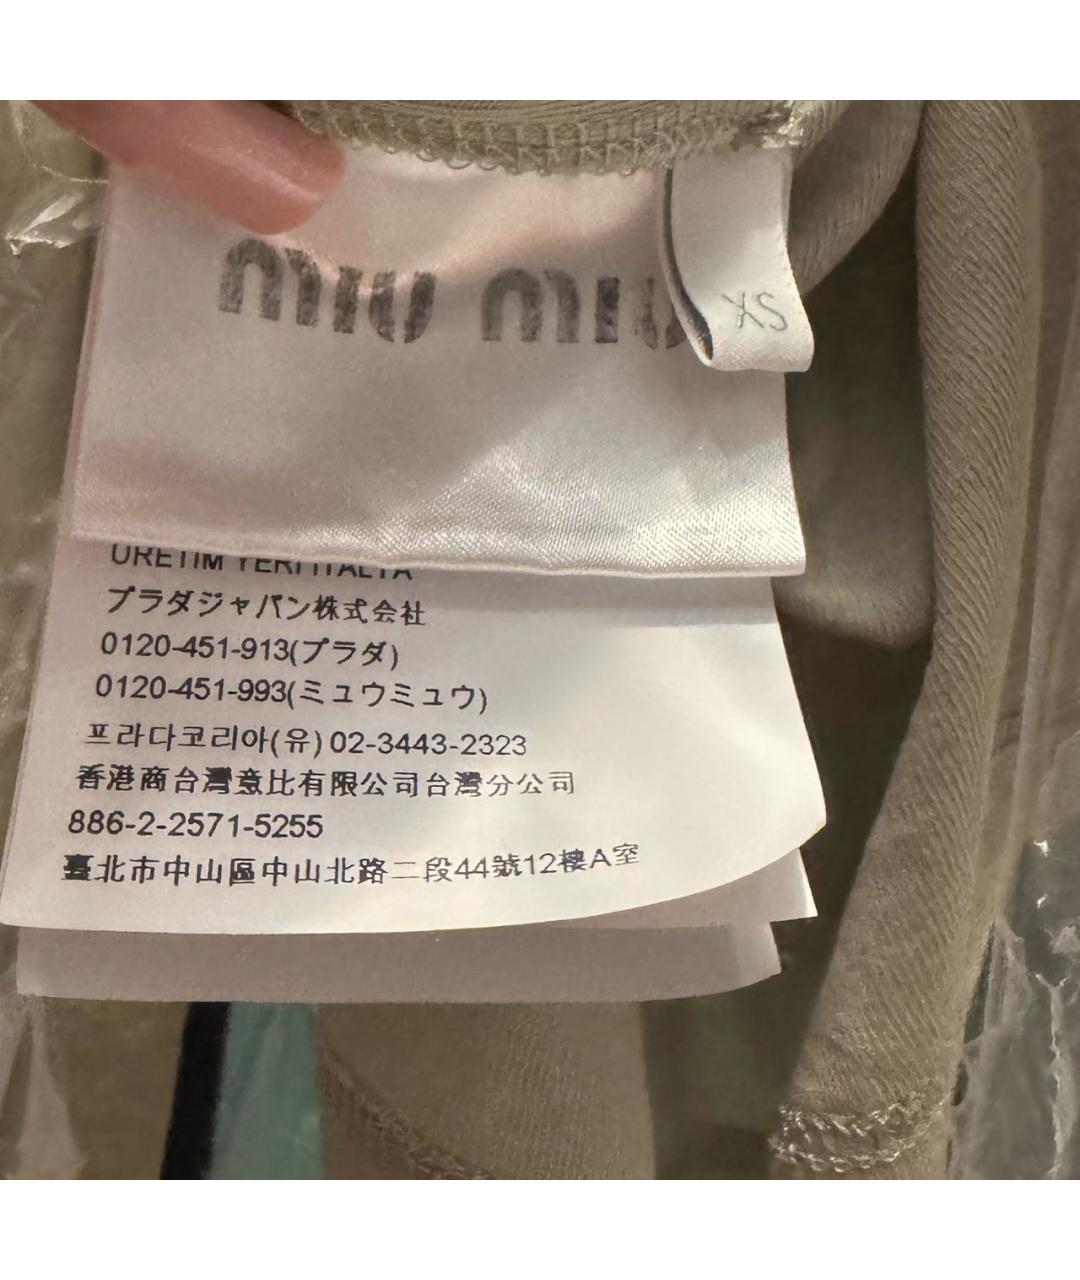 miu miu
XS
ÜRETİM YERİ İTALYA
プラダジャパン株式会社
0120-451-913(プラダ)
0120-451-993(ミュウミュウ)
프라다코리아(유) 02-3443-2323
香港商台灣意比有限公司台灣分公司
886-2-2571-5255
臺北市中山區中山北路二段44號12樓A室